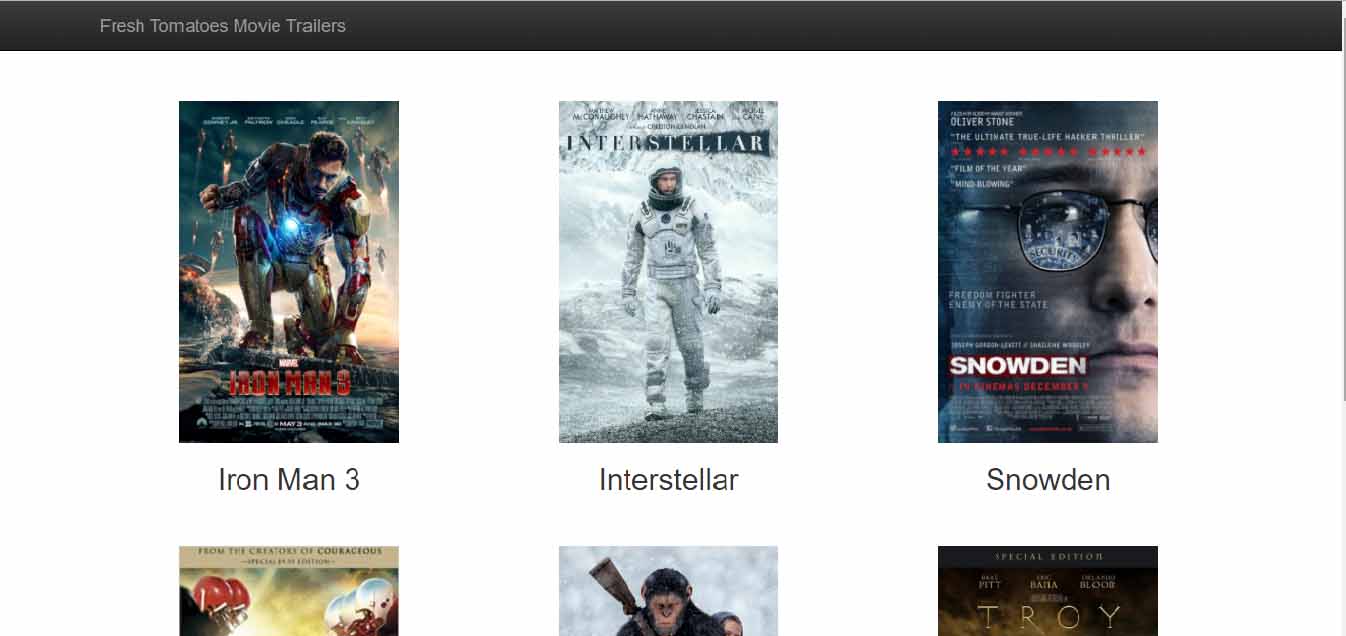 Fresh Tomatoes Movie Trailers
MATTHEW ANNE JESSICA MICHAEL
McCONAUGHEY HATHAWAY CHASTAIN CAINE
INTERSTELLAR
OLIVER STONE
"THE ULTIMATE TRUE-LIFE HACKER THRILLER"
"FILM OF THE YEAR"
"MIND-BLOWING"
SECURITY
FREEDOM FIGHTER
ENEMY OF THE STATE
JOSEPH GORDON-LEVITT // SHAILENE WOODLEY
SNOWDEN
IN CINEMAS DECEMBER 9
MARVEL
IRON MAN 3
MAY 3
Iron Man 3
Interstellar
Snowden
FROM THE CREATORS OF COURAGEOUS
SPECIAL EDITION
BRAD ERIC ORLANDO
PITT BANA BLOOM
TROY